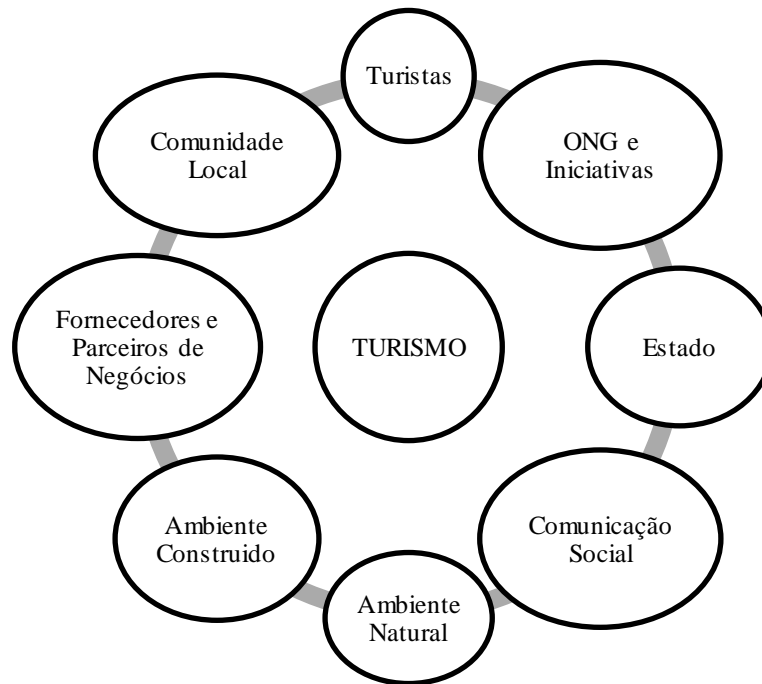 Turistas
Comunidade
Local
ONG e
Iniciativas
Fornecedores e
Parceiros de
Negócios
TURISMO
Estado
Ambiente
Construido
Comunicação
Social
Ambiente
Natural